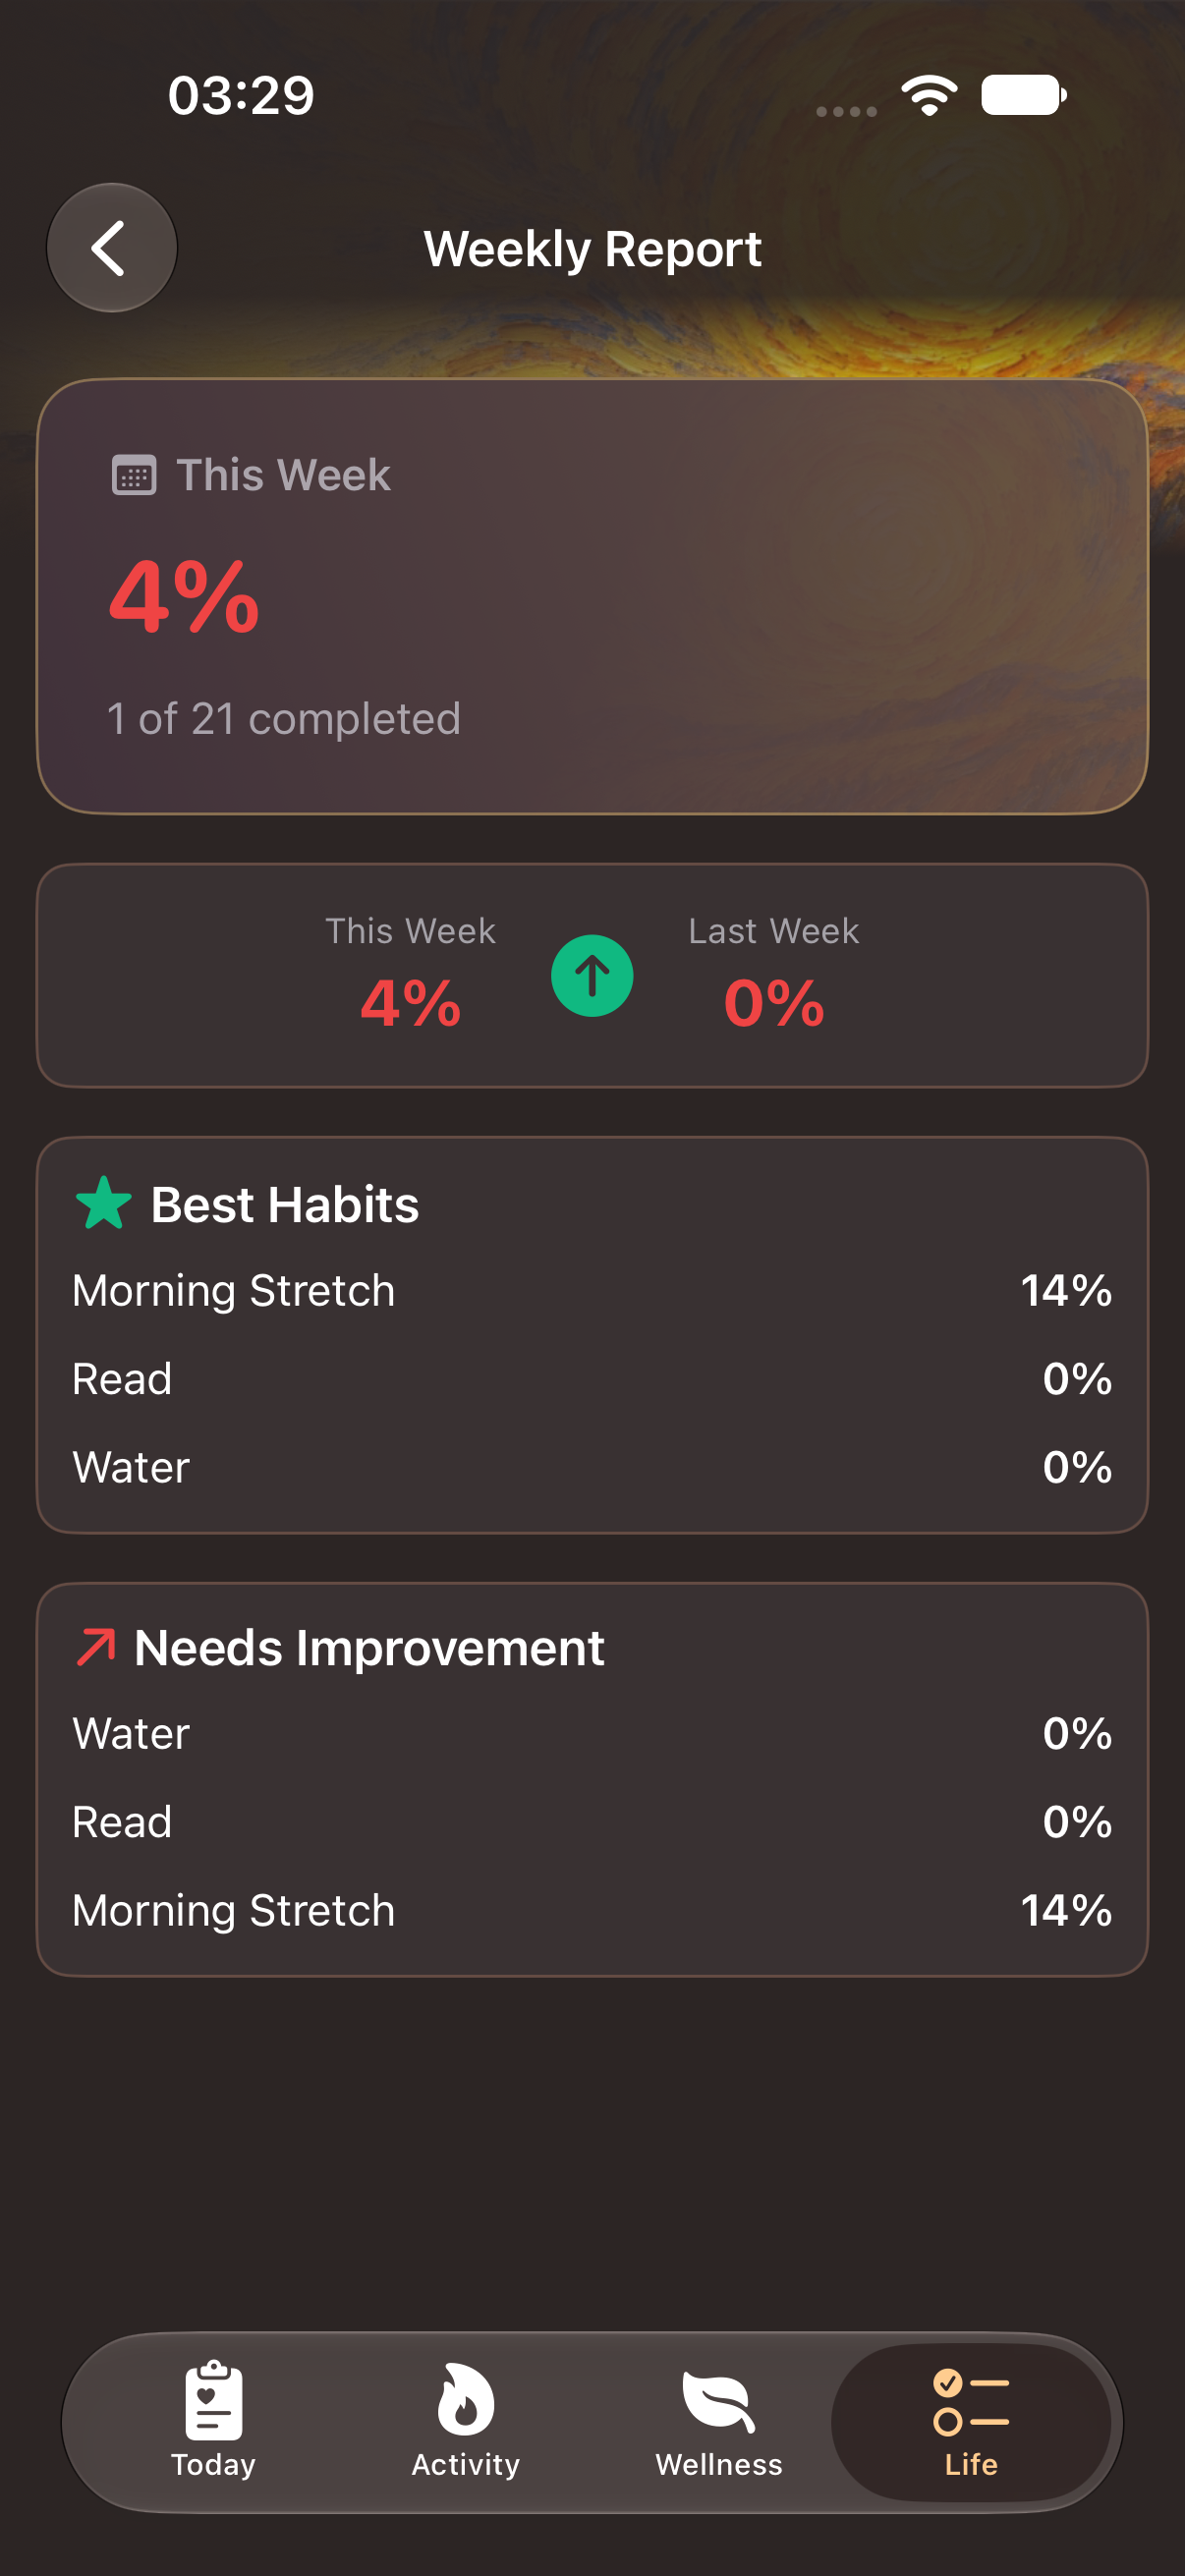 03:29
Weekly Report
This Week
4%
1 of 21 completed
This Week
Last Week
4%
0%
Best Habits
Morning Stretch 14%
Read 0%
Water 0%
Needs Improvement
Water 0%
Read 0%
Morning Stretch 14%
Today Activity Wellness Life